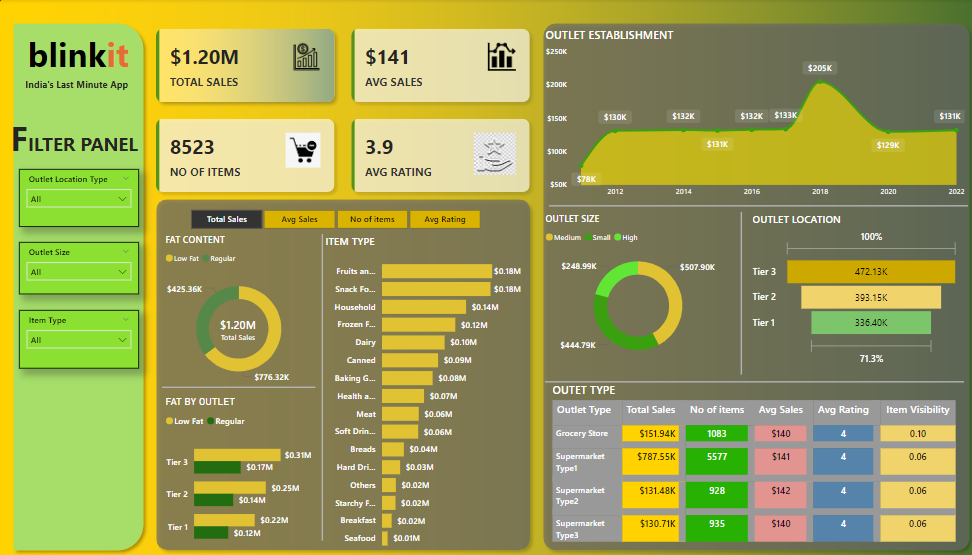 blinkit
India's Last Minute App
FILTER PANEL
Outlet Location Type
All
Outlet Size
All
Item Type
All
$1.20M
TOTAL SALES
$141
AVG SALES
8523
NO OF ITEMS
3.9
AVG RATING
Total Sales
Avg Sales
No of items
Avg Rating
FAT CONTENT
Low Fat Regular
$425.36K
$1.20M
Total Sales
$776.32K
FAT BY OUTLET
Low Fat Regular
Tier 3 $0.31M
$0.17M
Tier 2 $0.25M
$0.14M
Tier 1 $0.22M
$0.12M
ITEM TYPE
Fruits an... $0.18M
Snack Fo... $0.18M
Household $0.14M
Frozen F... $0.12M
Dairy $0.10M
Canned $0.09M
Baking G... $0.08M
Health a... $0.07M
Meat $0.06M
Soft Drin... $0.06M
Breads $0.04M
Hard Dri... $0.03M
Others $0.02M
Starchy F... $0.02M
Breakfast $0.02M
Seafood $0.01M
OUTLET ESTABLISHMENT
$250K
$200K
$150K
$100K
$50K
$78K
$130K
$132K
$131K
$132K
$133K
$205K
$129K
$131K
2012 2014 2016 2018 2020 2022
OUTLET SIZE
Medium Small High
$248.99K
$507.90K
$444.79K
OUTLET LOCATION
100%
Tier 3 472.13K
Tier 2 393.15K
Tier 1 336.40K
71.3%
OUTET TYPE
Outlet Type Total Sales No of items Avg Sales Avg Rating Item Visibility
Grocery Store $151.94K 1083 $140 4 0.10
Supermarket $787.55K 5577 $141 4 0.06
Type1
Supermarket $131.48K 928 $142 4 0.06
Type2
Supermarket $130.71K 935 $140 4 0.06
Type3